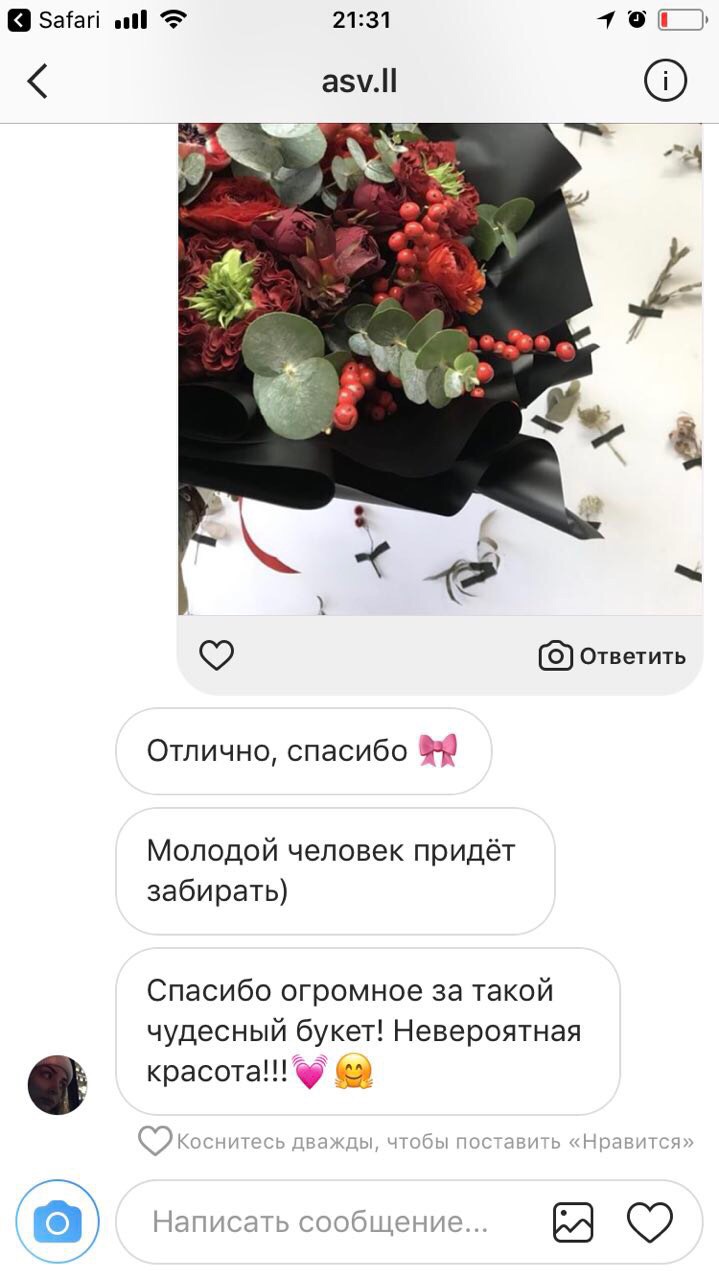 Safari 21:31
asv.ll
Ответить
Отлично, спасибо 🎀
Молодой человек придёт
забирать)
Спасибо огромное за такой
чудесный букет! Невероятная
красота!!!💓🤗
Коснитесь дважды, чтобы поставить «Нравится»
Написать сообщение...